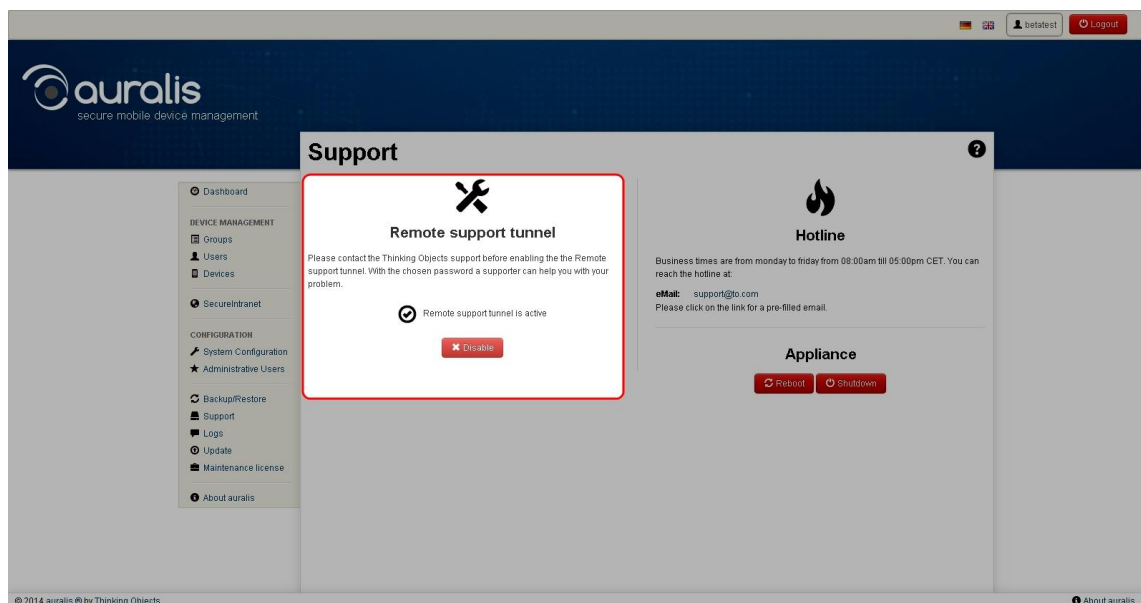 betatest
Logout
auralis
secure mobile device management
Support
Dashboard
DEVICE MANAGEMENT
Groups
Users
Devices
SecureIntranet
CONFIGURATION
System Configuration
Administrative Users
Backup/Restore
Support
Logs
Update
Maintenance license
About auralis
Remote support tunnel
Please contact the Thinking Objects support before enabling the the Remote
support tunnel. With the chosen password a supporter can help you with your
problem.
Remote support tunnel is active
Disable
Hotline
Business times are from monday to friday from 08:00am till 05:00pm CET. You can
reach the hotline at:
eMail: support@to.com
Please click on the link for a pre-filled email.
Appliance
Reboot Shutdown
© 2014 auralis ® by Thinking Objects
About auralis